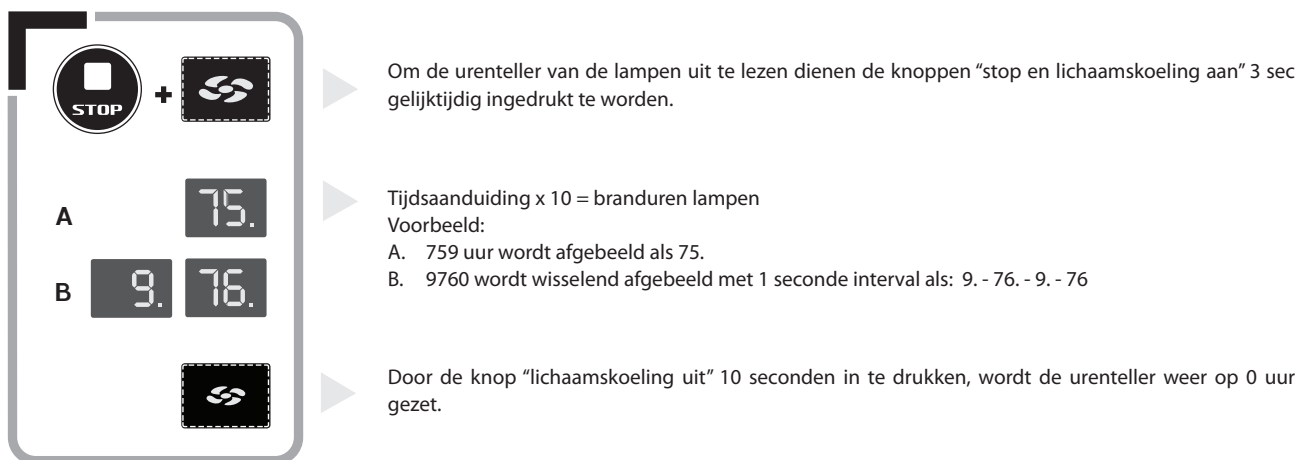 STOP
+
Om de urenteller van de lampen uit te lezen dienen de knoppen “stop en lichaamskoeling aan” 3 sec
gelijktijdig ingedrukt te worden.
A
75.
Tijdsaanduiding x 10 = branduren lampen
Voorbeeld:
A. 759 uur wordt afgebeeld als 75.
B. 9760 wordt wisselend afgebeeld met 1 seconde interval als: 9. - 76. - 9. - 76
B
9. 76.
Door de knop “lichaamskoeling uit” 10 seconden in te drukken, wordt de urenteller weer op 0 uur
gezet.